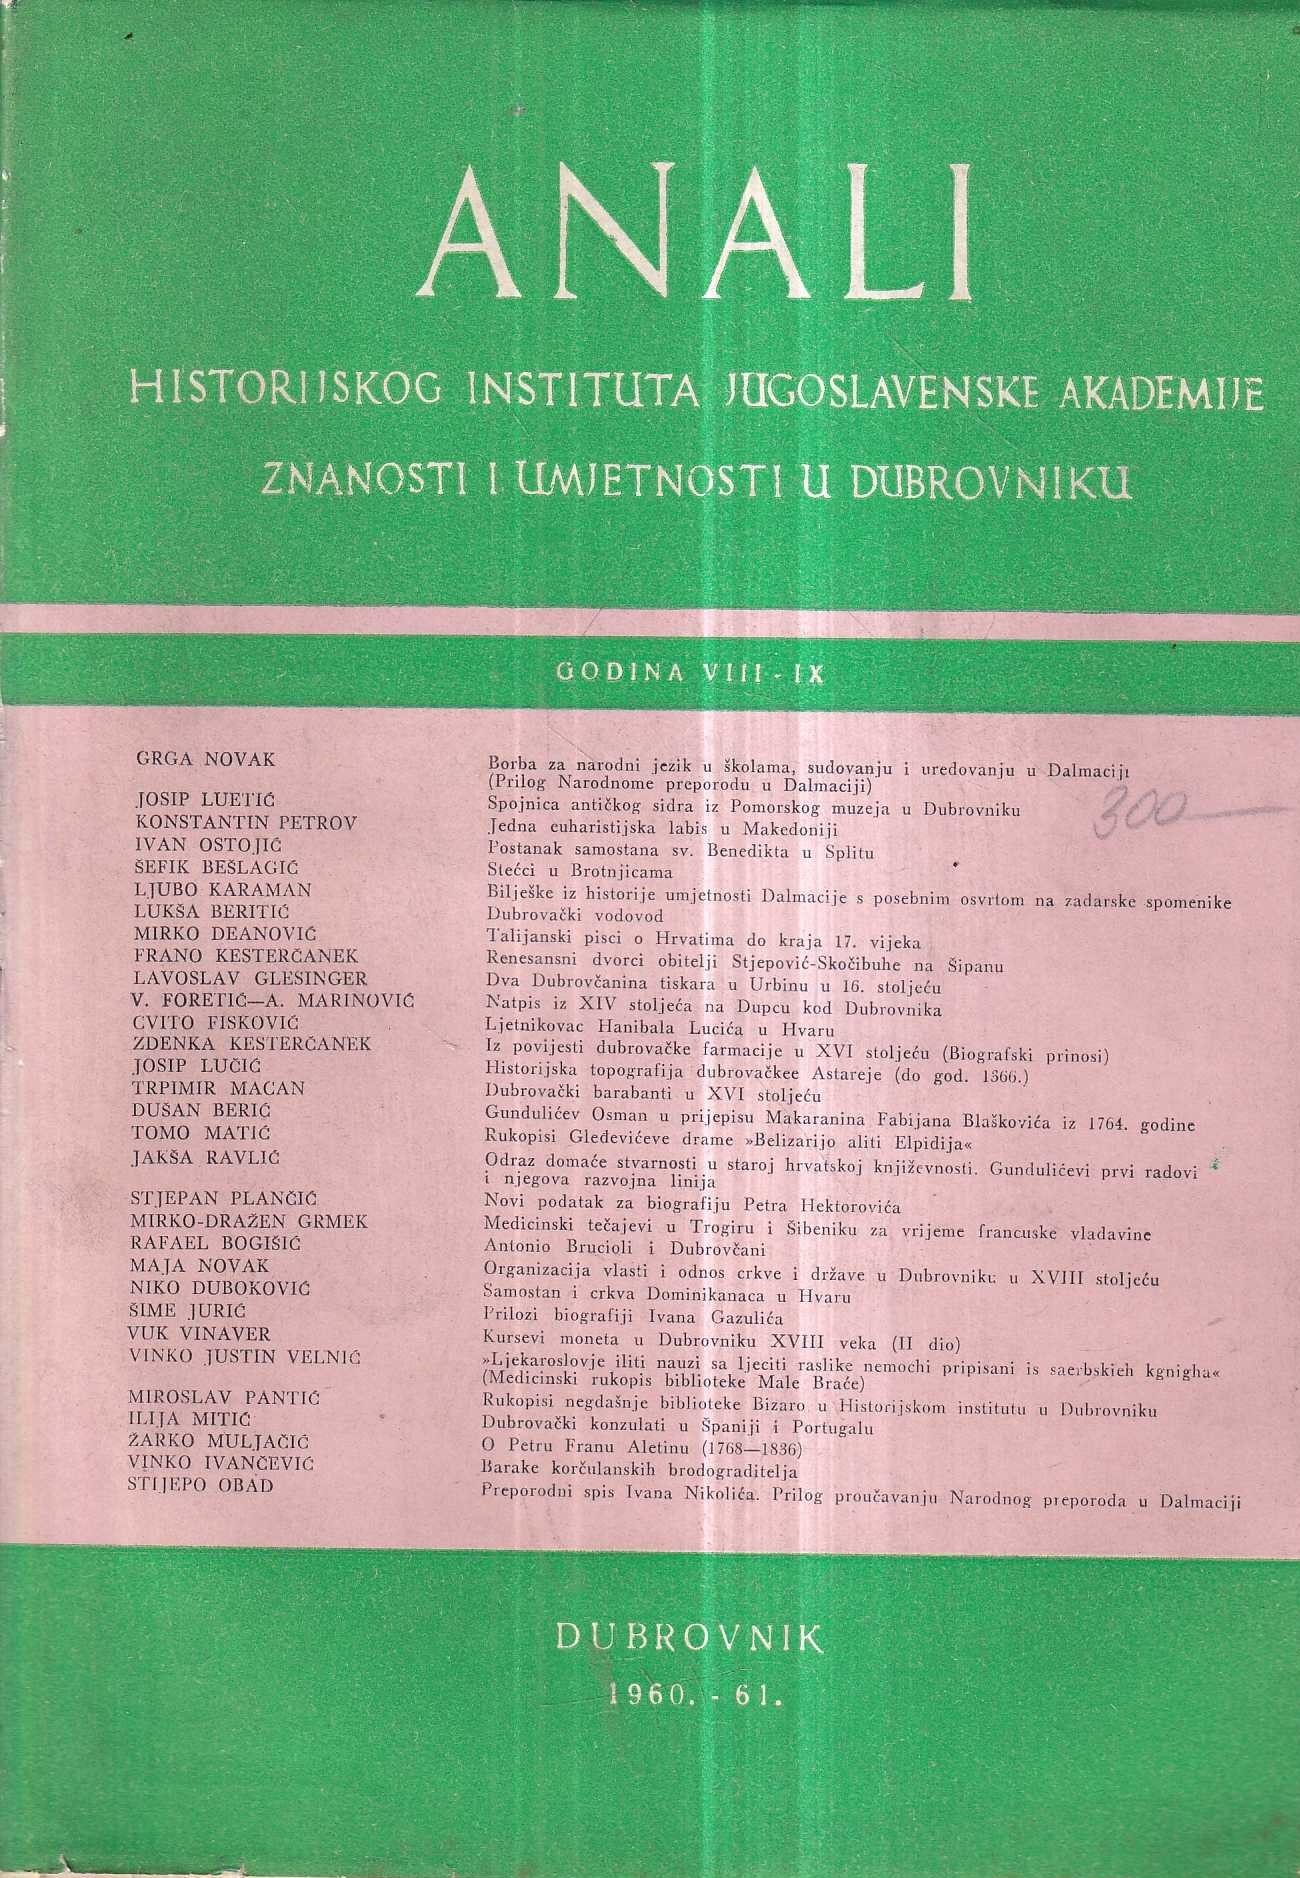 ANALI
HISTORIJSKOG INSTITUTA JUGOSLAVENSKE AKADEMIJE
ZNANOSTI I UMJETNOSTI U DUBROVNIKU
GODINA VIII - IX
GRGA NOVAK Borba za narodni jezik u školama, sudovanju i uredovanju u Dalmaciji
(Prilog Narodnome preporodu u Dalmaciji)
JOSIP LUETIĆ Spojnica antičkog sidra iz Pomorskog muzeja u Dubrovniku
300—
KONSTANTIN PETROV Jedna euharistijska labis u Makedoniji
IVAN OSTOJIĆ Postanak samostana sv. Benedikta u Splitu
ŠEFIK BEŠLAGIĆ Stećci u Brotnjicama
LJUBO KARAMAN Bilješke iz historije umjetnosti Dalmacije s posebnim osvrtom na zadarske spomenike
LUKŠA BERITIĆ Dubrovački vodovod
MIRKO DEANOVIĆ Talijanski pisci o Hrvatima do kraja 17. vijeka
FRANO KESTERČANEK Renesansni dvorci obitelji Stjepović-Skočibuhe na Šipanu
LAVOSLAV GLESINGER Dva Dubrovčanina tiskara u Urbinu u 16. stoljeću
V. FORETIĆ—A. MARINOVIĆ Natpis iz XIV stoljeća na Dupcu kod Dubrovnika
CVITO FISKOVIĆ Ljetnikovac Hanibala Lucića u Hvaru
ZDENKA KESTERČANEK Iz povijesti dubrovačke farmacije u XVI stoljeću (Biografski prinosi)
JOSIP LUČIĆ Historijska topografija dubrovačkee Astareje (do god. 1366.)
TRPIMIR MACAN Dubrovački barabanti u XVI stoljeću
DUŠAN BERIĆ Gundulićev Osman u prijepisu Makaranina Fabijana Blaškovića iz 1764. godine
TOMO MATIĆ Rukopisi Gleđevićeve drame »Belizarijo aliti Elpidija«
JAKŠA RAVLIĆ Odraz domaće stvarnosti u staroj hrvatskoj književnosti. Gundulićevi prvi radovi
i njegova razvojna linija
STJEPAN PLANČIĆ Novi podatak za biografiju Petra Hektorovića
MIRKO-DRAŽEN GRMEK Medicinski tečajevi u Trogiru i Šibeniku za vrijeme francuske vladavine
RAFAEL BOGIŠIĆ Antonio Brucioli i Dubrovčani
MAJA NOVAK Organizacija vlasti i odnos crkve i države u Dubrovniku u XVIII stoljeću
NIKO DUBOKOVIĆ Samostan i crkva Dominikanaca u Hvaru
ŠIME JURIĆ Prilozi biografiji Ivana Gazulića
VUK VINAVER Kursevi moneta u Dubrovniku XVIII veka (II dio)
VINKO JUSTIN VELNIĆ »Ljekaroslovje iliti nauzi sa ljeciti raslike nemochi pripisani is saerbskieh kgnigha«
(Medicinski rukopis biblioteke Male Braće)
MIROSLAV PANTIĆ Rukopisi negdašnje biblioteke Bizaro u Historijskom institutu u Dubrovniku
ILIJA MITIĆ Dubrovački konzulati u Španiji i Portugalu
ŽARKO MULJAČIĆ O Petru Franu Aletinu (1768—1836)
VINKO IVANČEVIĆ Barake korčulanskih brodograditelja
STIJEPO OBAD Preporodni spis Ivana Nikolića. Prilog proučavanju Narodnog preporoda u Dalmaciji
DUBROVNIK
1960. - 61.